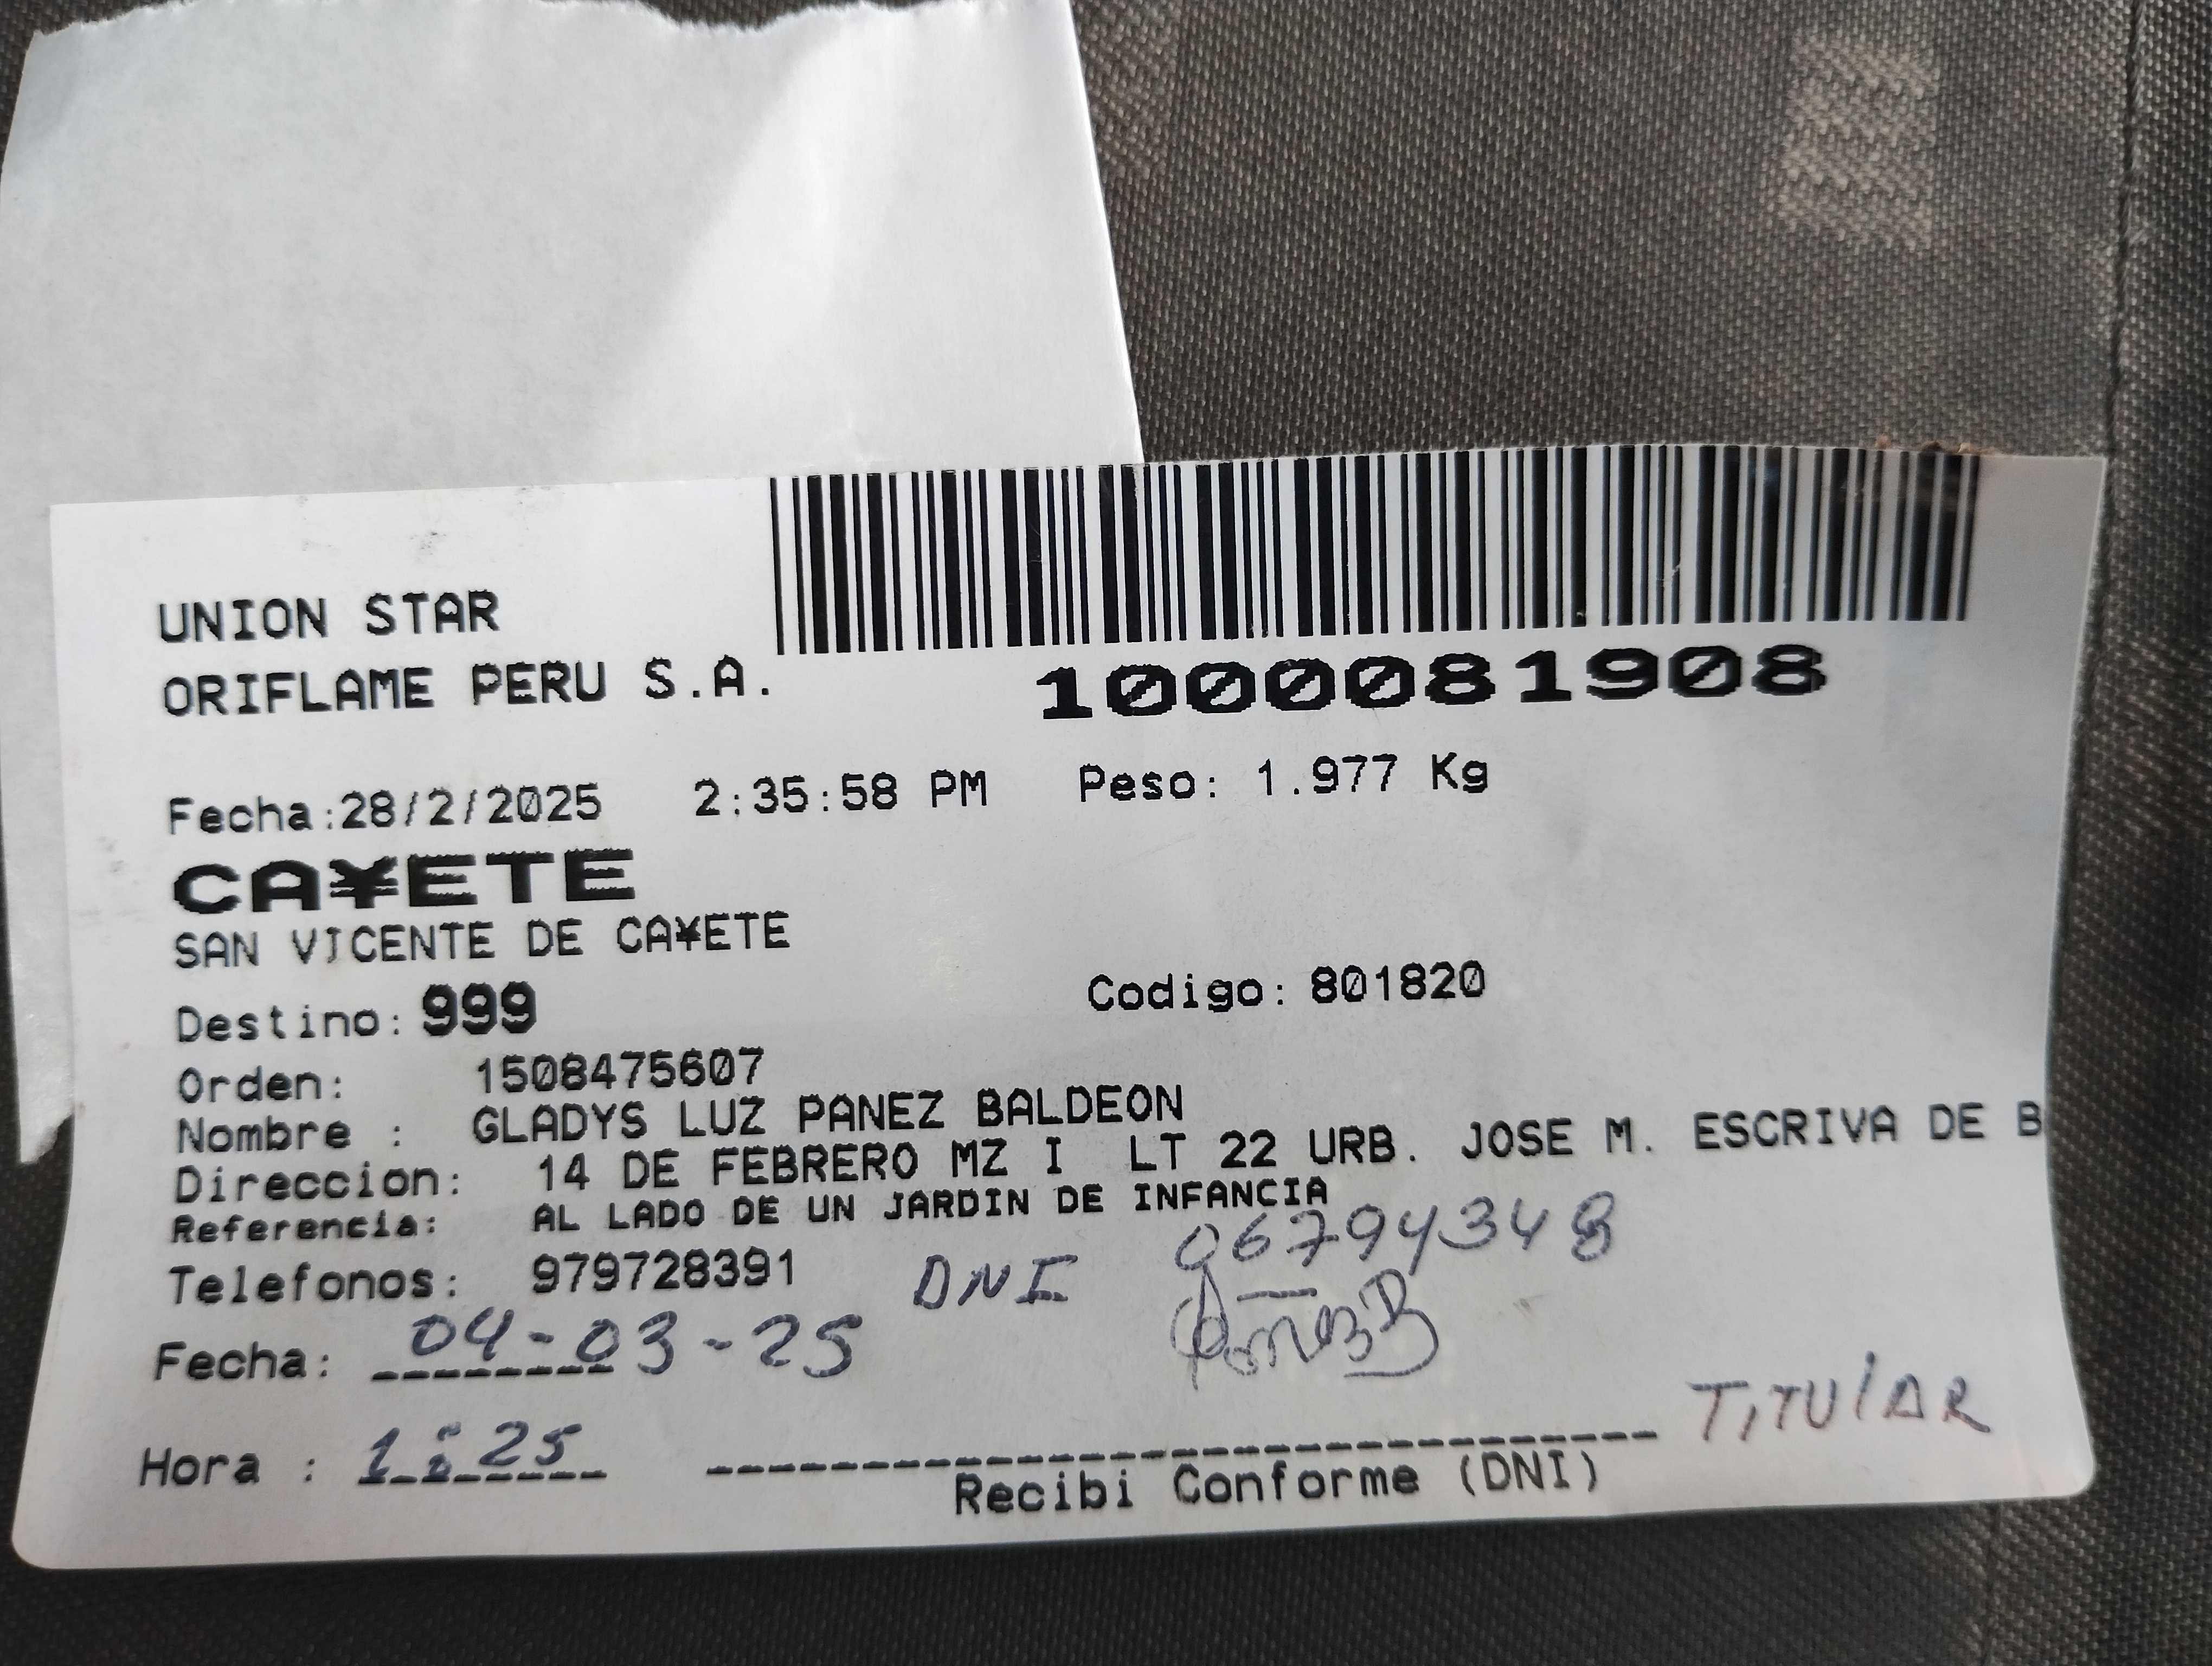 UNION STAR
ORIFLAME PERU S.A.
1000081908
Fecha:28/2/2025 2:35:58 PM Peso: 1.977 Kg
CA¥ETE
SAN VICENTE DE CA¥ETE
Destino: 999 Codigo: 801820
Orden: 1508475607
Nombre : GLADYS LUZ PANEZ BALDEON
Direccion: 14 DE FEBRERO MZ I LT 22 URB. JOSE M. ESCRIVA DE B
Referencia: AL LADO DE UN JARDIN DE INFANCIA
Telefonos: 979728391 DNI 06794348
Fecha: 04-03-25
Hora : 1:25 TITULAR
Recibi Conforme (DNI)